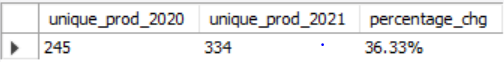 unique_prod_2020 unique_prod_2021 percentage_chg
245 334 36.33%